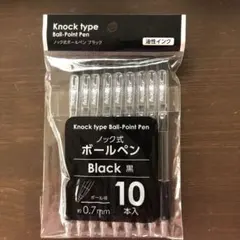 Knock type
Ball-Point Pen
ノック式ボールペン ブラック
油性インク
Knock type Ball-Point Pen
ノック式
ボールペン
Black 黒
ボール径
約0.7mm
10
本入